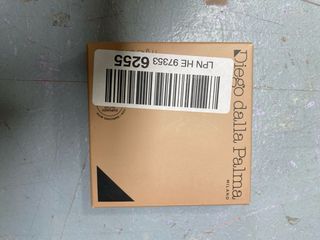 Diego dalla Palma
MILANO
LPN HE 97353 6255